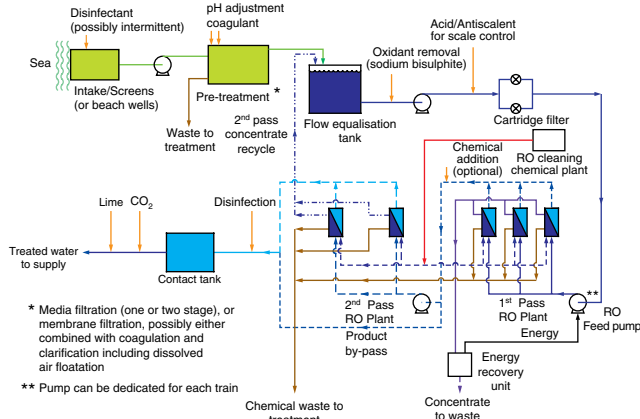 Disinfectant
(possibly intermittent)
pH adjustment
coagulant
Acid/Antiscalent
for scale control
Oxidant removal
(sodium bisulphite)
Sea
Intake/Screens
(or beach wells)
Pre-treatment *
Waste to
treatment
2nd pass
concentrate
recycle
Flow equalisation
tank
Cartridge filter
Chemical
addition
(optional)
RO cleaning
chemical plant
Lime CO2
Disinfection
Treated water
to supply
Contact tank
2nd Pass
RO Plant
Product
by-pass
1st Pass
RO Plant
**
RO
Feed pump
Energy
Energy
recovery
unit
* Media filtration (one or two stage), or
membrane filtration, possibly either
combined with coagulation and
clarification including dissolved
air floatation
** Pump can be dedicated for each train
Chemical waste to
treatment
Concentrate
to waste